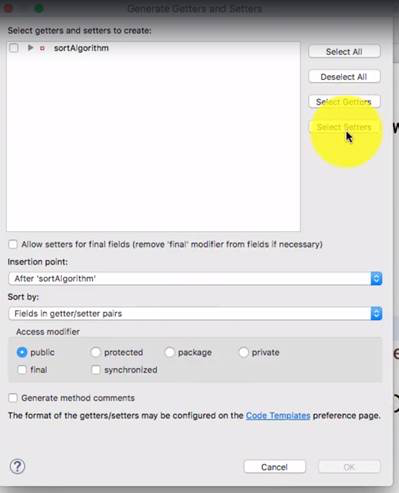 Generate Getters and Setters
Select getters and setters to create:
sortAlgorithm
Select All
Deselect All
Select Getters
Select Setters
Allow setters for final fields (remove 'final' modifier from fields if necessary)
Insertion point:
After 'sortAlgorithm'
Sort by:
Fields in getter/setter pairs
Access modifier
public protected package private
final synchronized
Generate method comments
The format of the getters/setters may be configured on the Code Templates preference page.
? Cancel OK